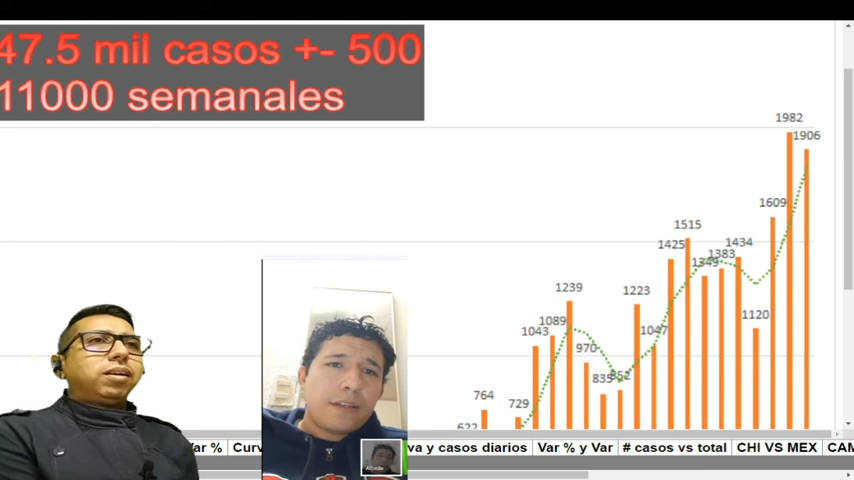 47.5 mil casos +- 500
11000 semanales
1982
1906
1609
1515
1425
1434
1383
1349
1239
1223
1120
1089
1043
1047
970
835
852
764
729
622
Var %
Curv
va y casos diarios
Var % y Var
# casos vs total
CHI VS MEX
CAM
Alfredo